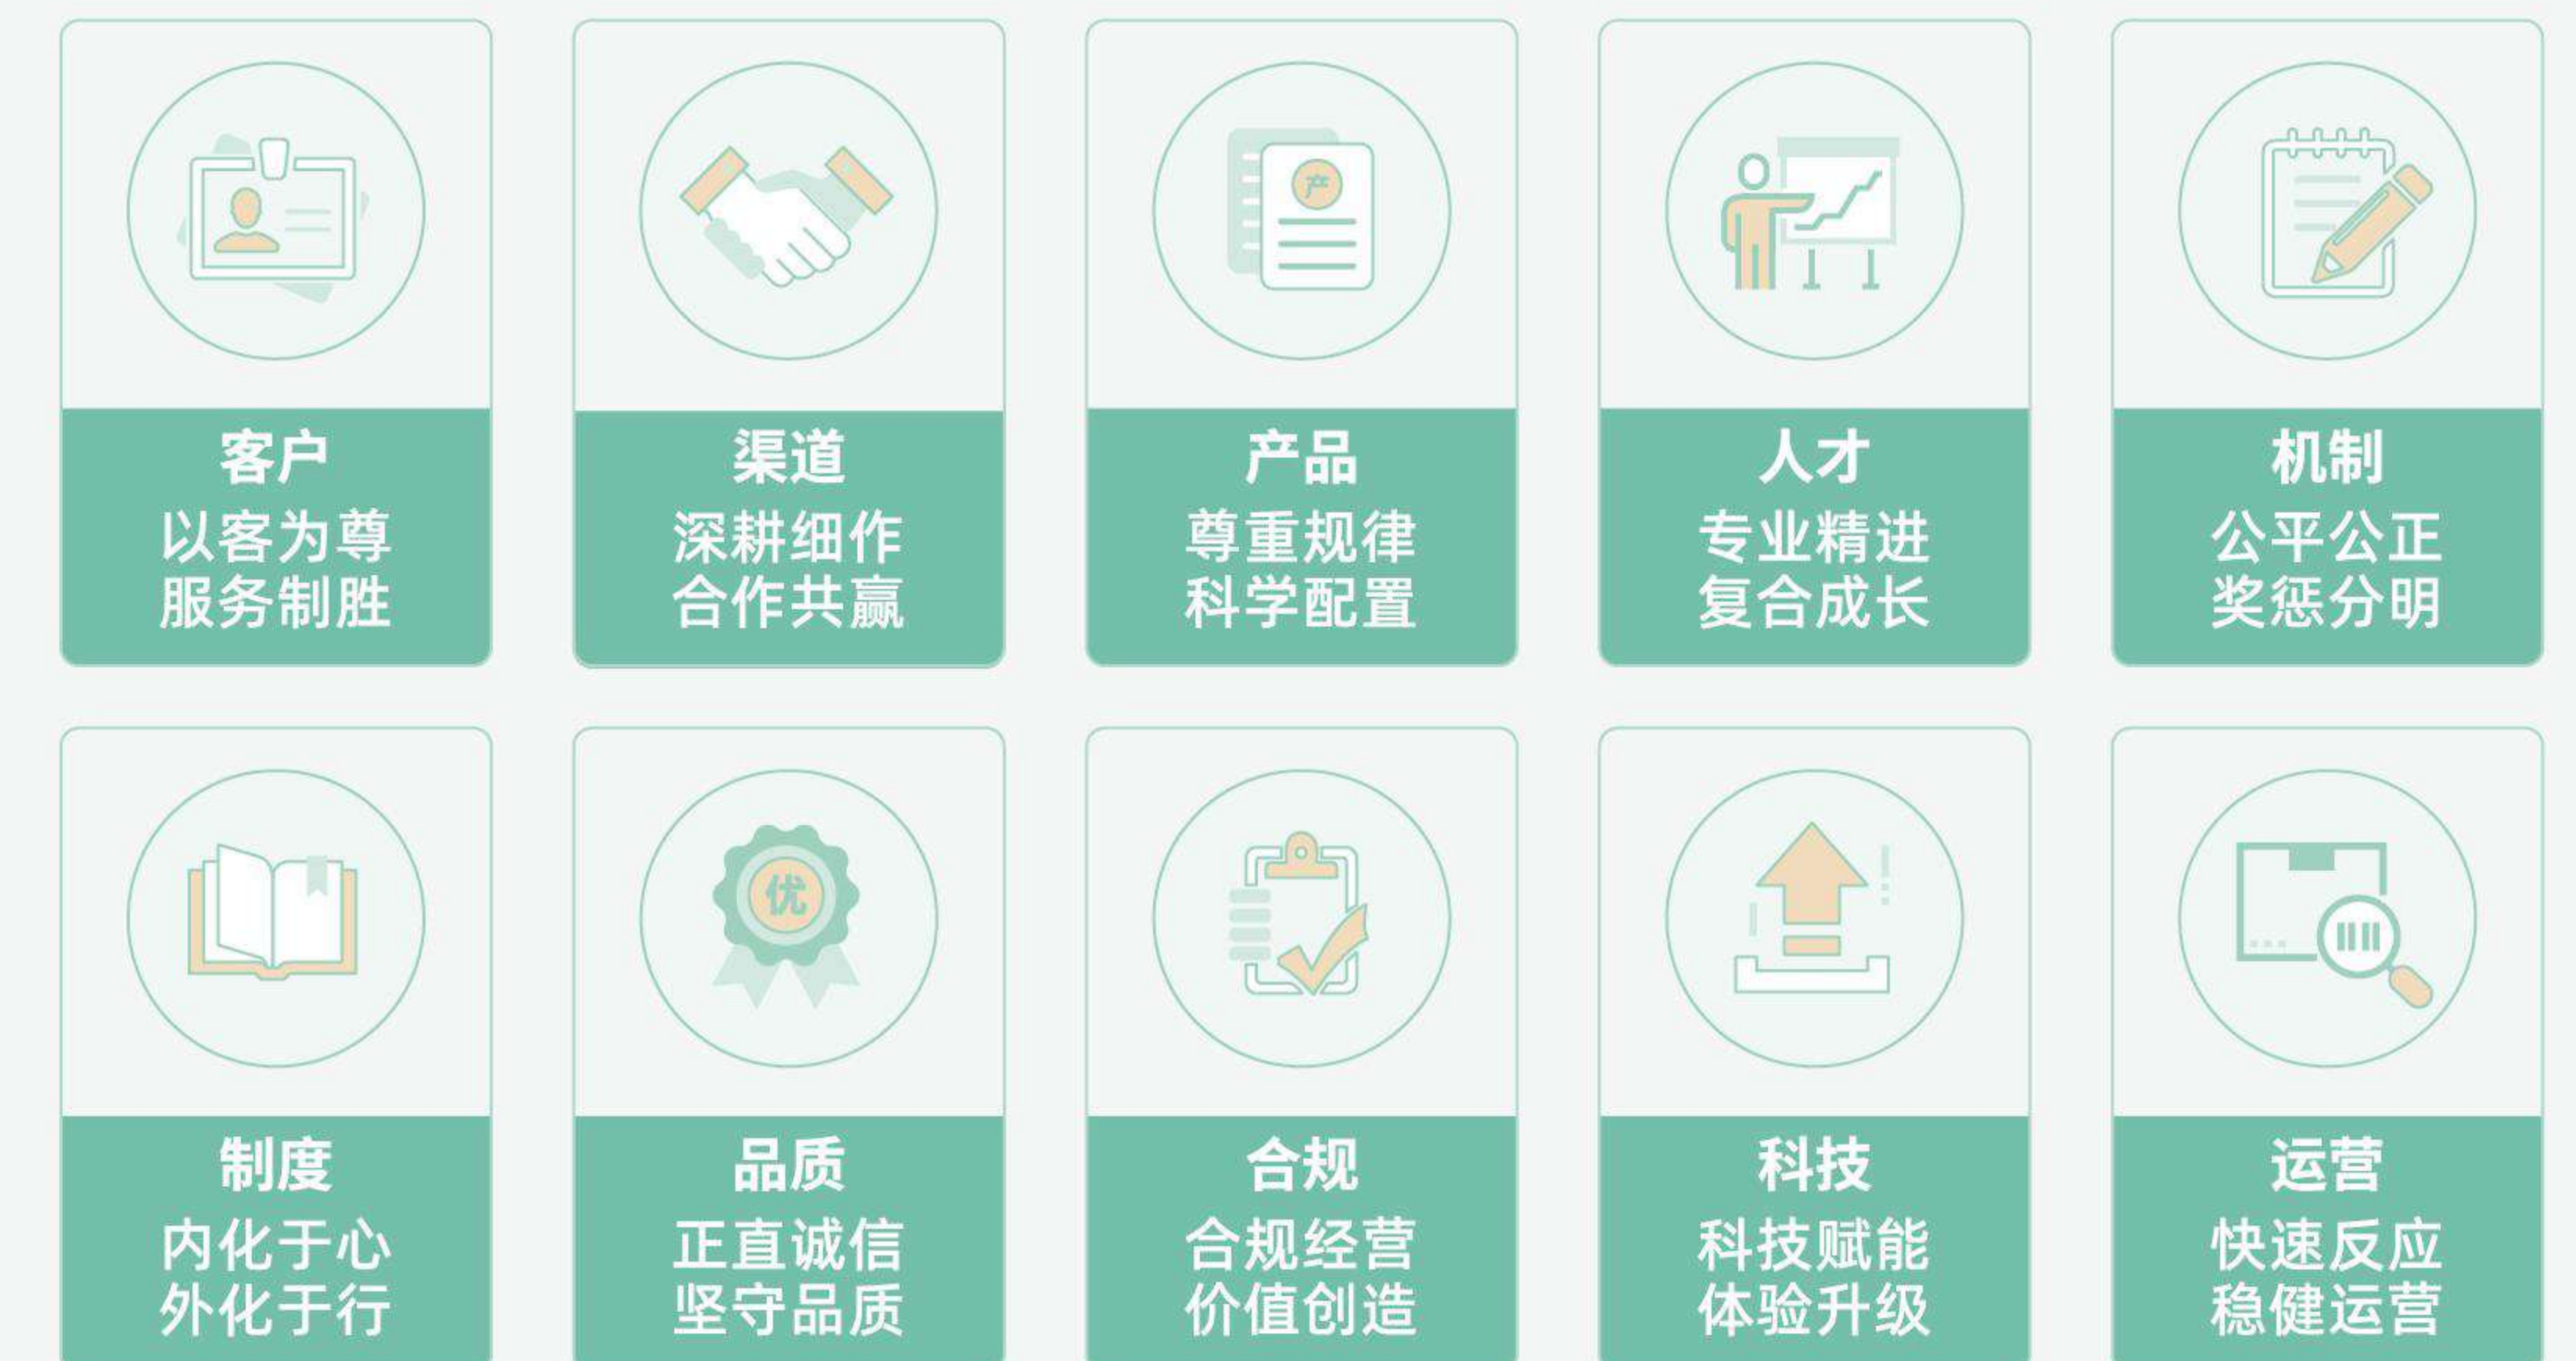 产
客户
以客为尊
服务制胜
渠道
深耕细作
合作共赢
产品
尊重规律
科学配置
人才
专业精进
复合成长
机制
公平公正
奖惩分明
优
制度
内化于心
外化于行
品质
正直诚信
坚守品质
合规
合规经营
价值创造
科技
科技赋能
体验升级
运营
快速反应
稳健运营